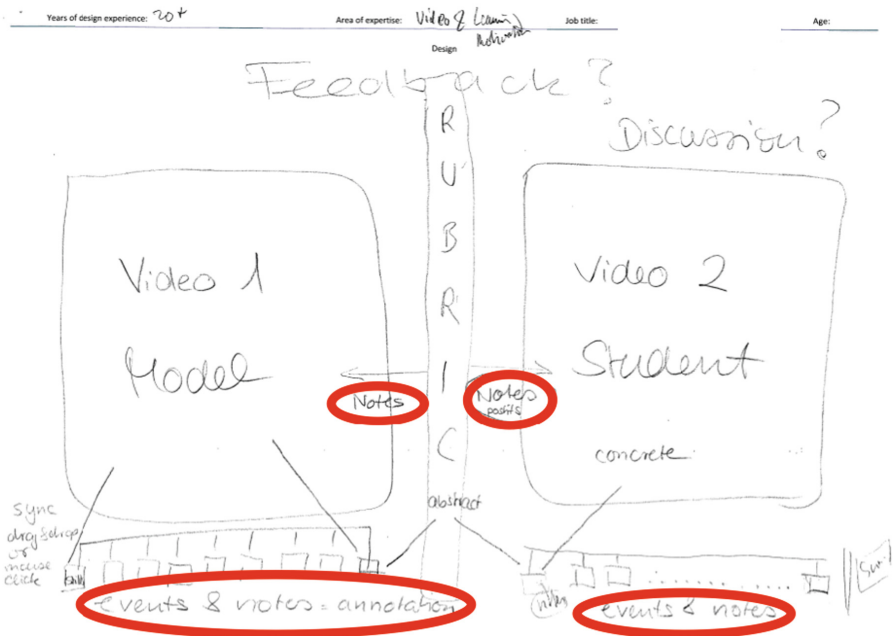 Years of design experience: 20+
Area of expertise: Video & Learning Motivation
Job title:
Age:
Design
Feedback?
Discussion?
RUBRIC
Video 1
Model
Video 2
Student
Notes
Notes
postits
concrete
abstract
sync
drag & drop
or
mouse
click
events & notes = annotation
events & notes